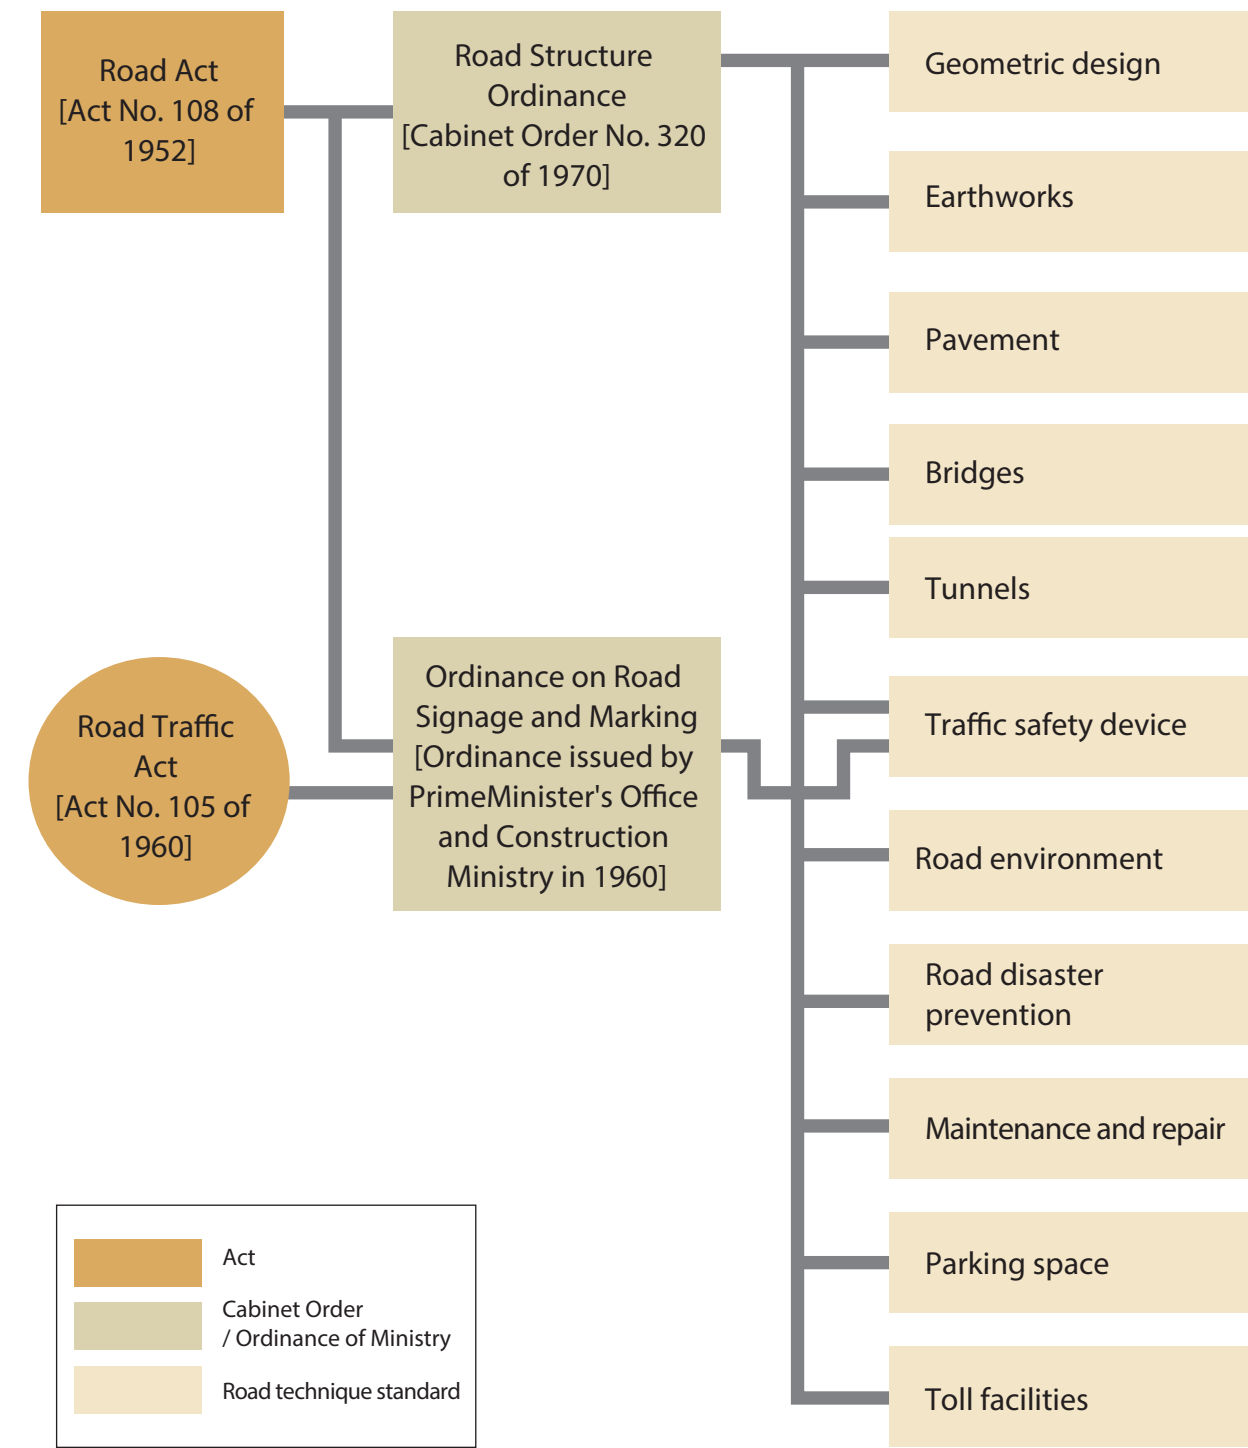 Road Act
[Act No. 108 of
1952]
Road Structure
Ordinance
[Cabinet Order No. 320
of 1970]
Geometric design
Earthworks
Pavement
Bridges
Tunnels
Road Traffic
Act
[Act No. 105 of
1960]
Ordinance on Road
Signage and Marking
[Ordinance issued by
PrimeMinister's Office
and Construction
Ministry in 1960]
Traffic safety device
Road environment
Road disaster
prevention
Maintenance and repair
Parking space
Toll facilities
Act
Cabinet Order
/ Ordinance of Ministry
Road technique standard